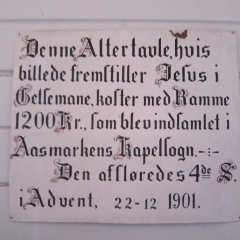 Denne Altertavle, hvis
billede fremstiller Jesus i
Getsemane, koster med Ramme
1200 Kr., som blev indsamlet i
Aasmarkens Kapelsogn. -:-
Den afsløredes 4de S.
i Advent, 22-12 1901.